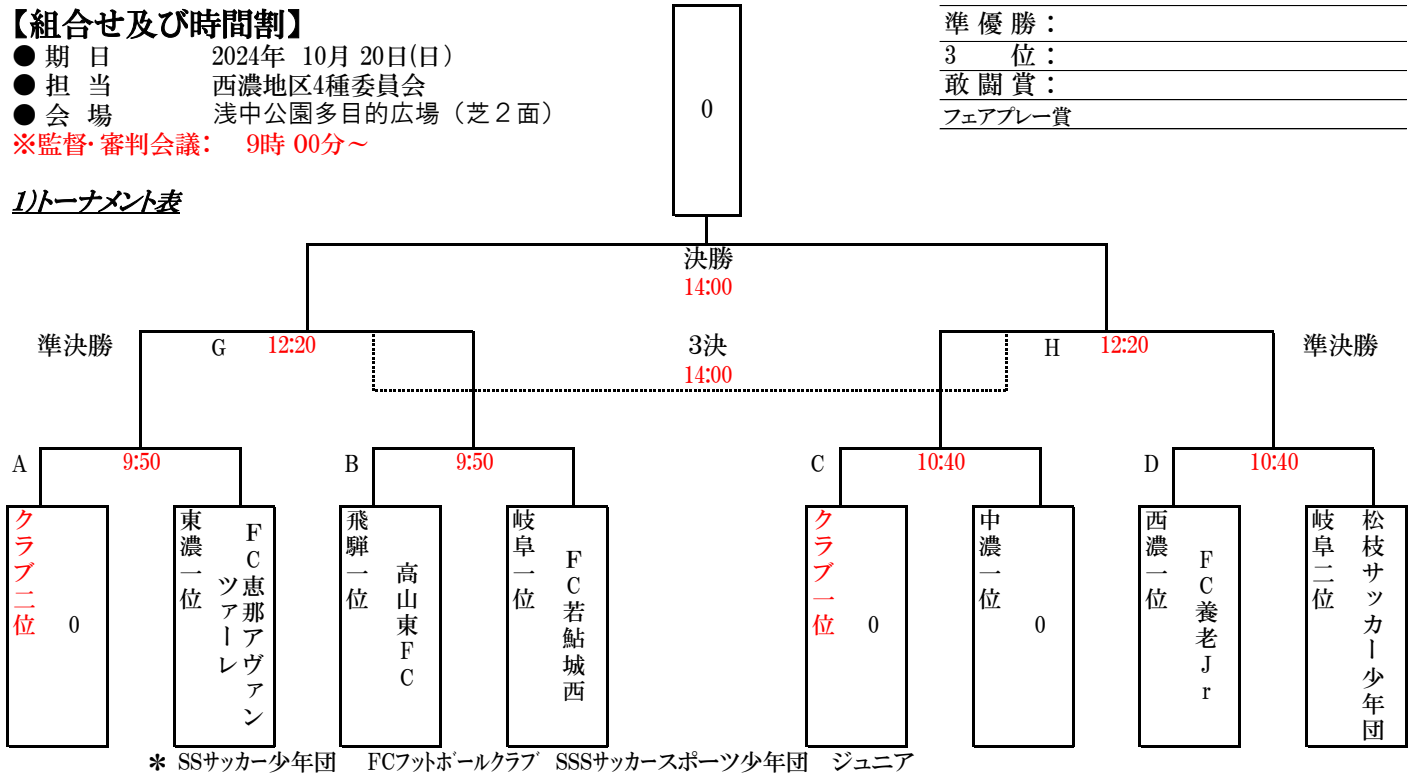 【組合せ及び時間割】
● 期 日 2024年 10月 20日(日)
● 担 当 西濃地区4種委員会
● 会 場 浅中公園多目的広場（芝２面）
※監督・審判会議： 9時 00分～
0
準 優 勝：
3 位：
敢 闘 賞：
フェアプレー賞
1)トーナメント表
決勝
14:00
準決勝
G
12:20
3決
14:00
H
12:20
準決勝
A
9:50
B
9:50
C
10:40
D
10:40
クラブ二位
0
東濃一位
ＦＣ恵那アヴァン
ツァーレ
飛騨一位
高山東ＦＣ
岐阜一位
ＦＣ若鮎城西
クラブ一位
0
中濃一位
0
西濃一位
ＦＣ養老Ｊｒ
岐阜二位
松枝サッカー少年団
＊ SSサッカー少年団 FCフットボールクラブ SSSサッカースポーツ少年団 ジュニア